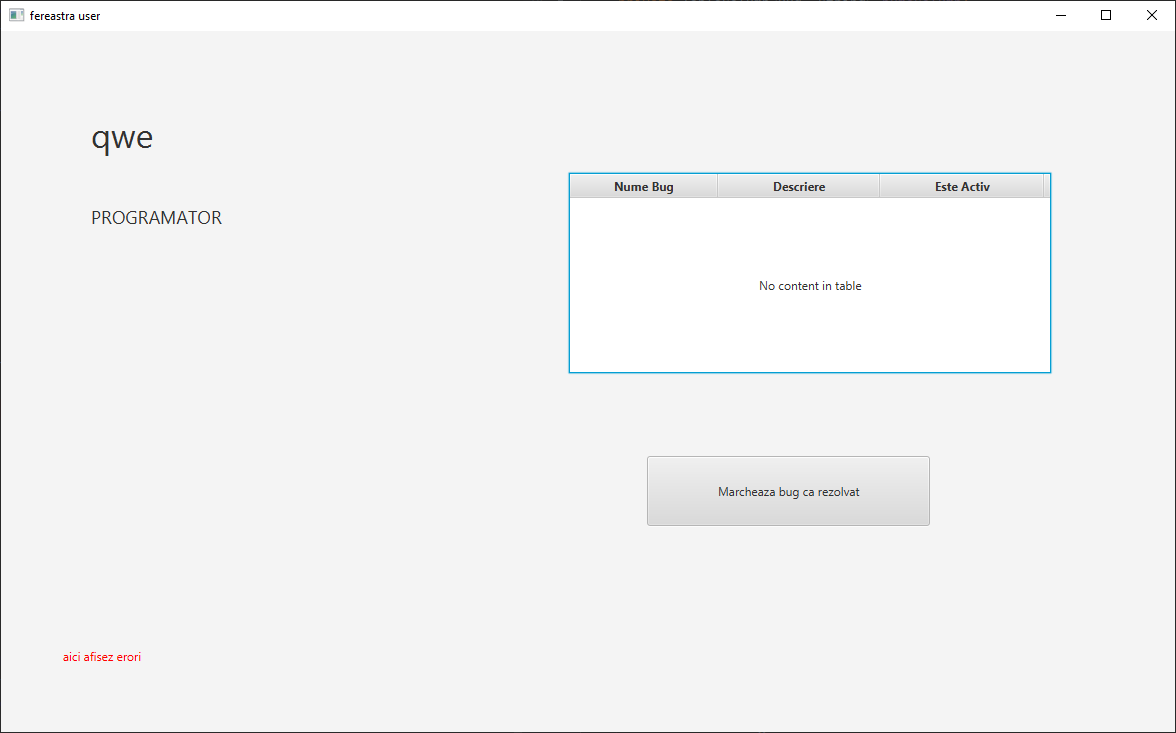 fereastra user
qwe
PROGRAMATOR
Nume Bug Descriere Este Activ
No content in table
Marcheaza bug ca rezolvat
aici afisez erori